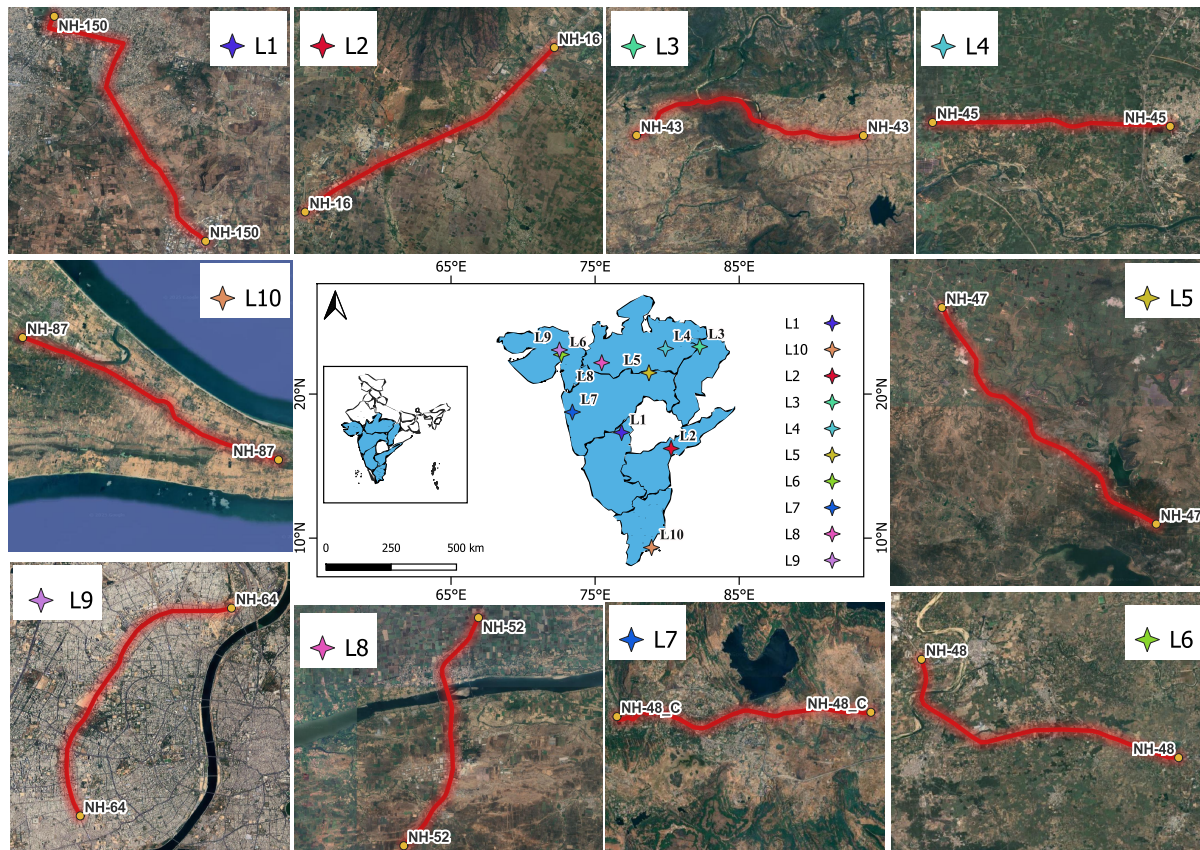 NH-150
L1
NH-150
L2
NH-16
NH-16
L3
NH-43
NH-43
L4
NH-45
NH-45
L10
NH-87
NH-87
65°E
75°E
85°E
20°N
10°N
20°N
10°N
65°E
75°E
85°E
L9
L6
L4
L3
L5
L8
L7
L1
L2
L10
0
250
500 km
L1
L10
L2
L3
L4
L5
L6
L7
L8
L9
NH-47
L5
NH-47
L9
NH-64
NH-64
L8
NH-52
NH-52
L7
NH-48_C
NH-48_C
L6
NH-48
NH-48